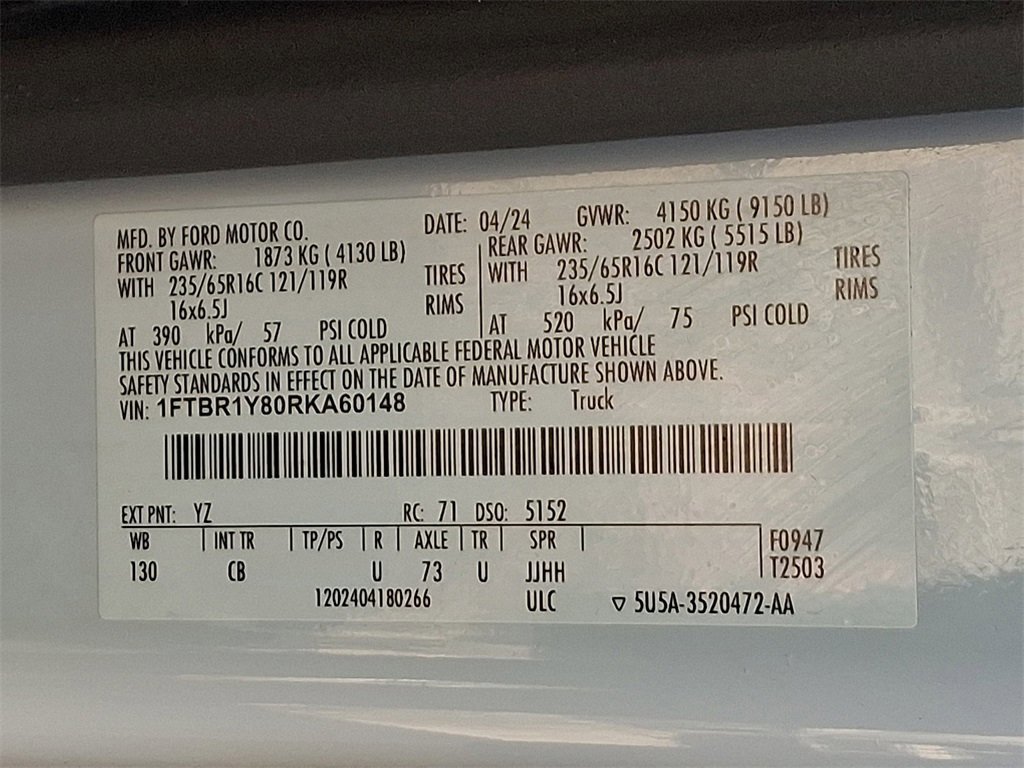 MFD. BY FORD MOTOR CO. DATE: 04/24 GVWR: 4150 KG ( 9150 LB)
FRONT GAWR: 1873 KG ( 4130 LB) REAR GAWR: 2502 KG ( 5515 LB)
WITH 235/65R16C 121/119R TIRES WITH 235/65R16C 121/119R TIRES
16x6.5J RIMS 16x6.5J RIMS
AT 390 kPa/ 57 PSI COLD AT 520 kPa/ 75 PSI COLD
THIS VEHICLE CONFORMS TO ALL APPLICABLE FEDERAL MOTOR VEHICLE
SAFETY STANDARDS IN EFFECT ON THE DATE OF MANUFACTURE SHOWN ABOVE.
VIN: 1FTBR1Y80RKA60148 TYPE: Truck
EXT PNT: YZ RC: 71 DSO: 5152
WB INT TR TP/PS R AXLE TR SPR F0947
130 CB U 73 U JJHH T2503
1202404180266 ULC ▽ 5U5A-3520472-AA